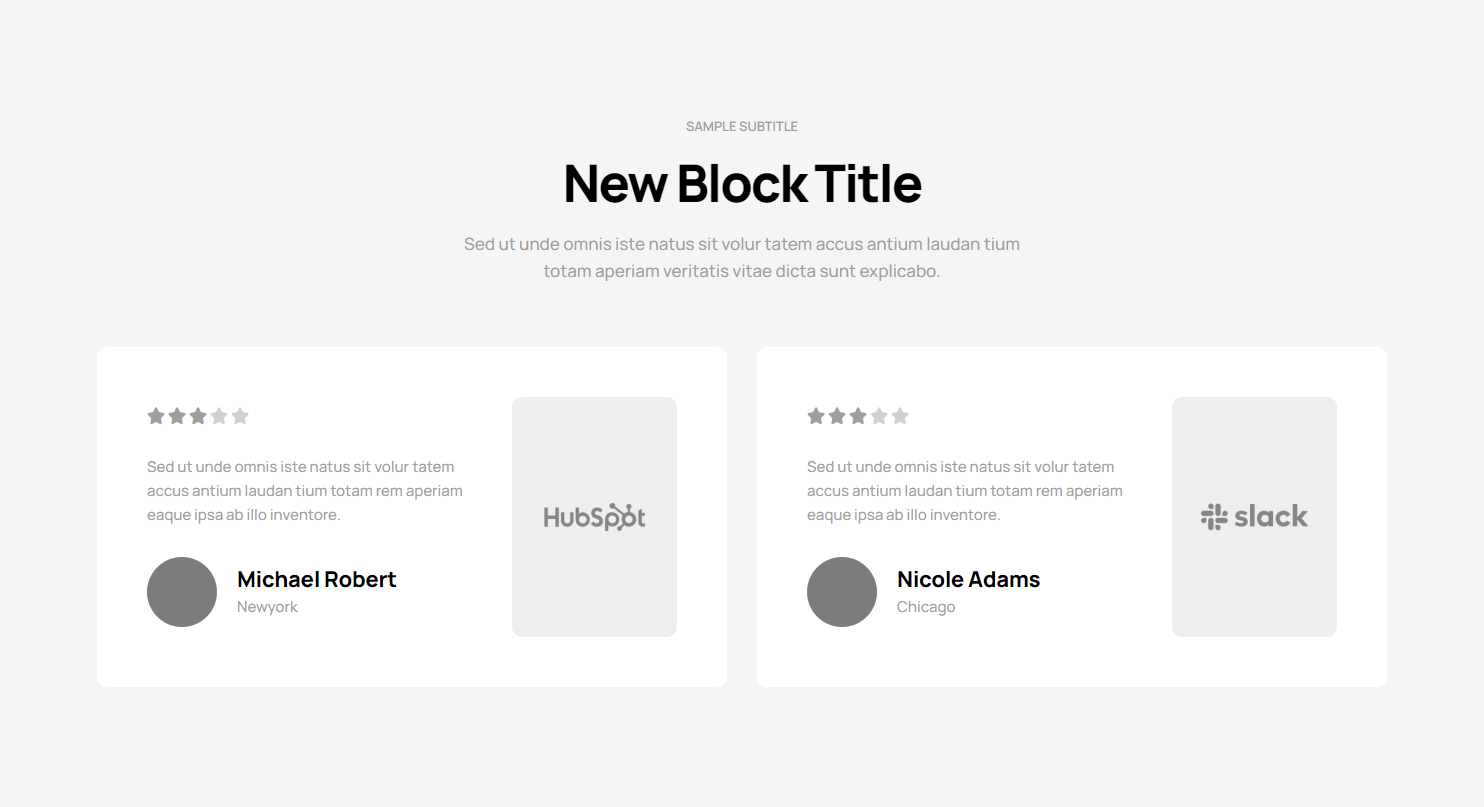 SAMPLE SUBTITLE
New Block Title
Sed ut unde omnis iste natus sit volur tatem accus antium laudan tium
totam aperiam veritatis vitae dicta sunt explicabo.
Sed ut unde omnis iste natus sit volur tatem
accus antium laudan tium totam rem aperiam
eaque ipsa ab illo inventore.
HubSpot
Michael Robert
Newyork
Sed ut unde omnis iste natus sit volur tatem
accus antium laudan tium totam rem aperiam
eaque ipsa ab illo inventore.
slack
Nicole Adams
Chicago